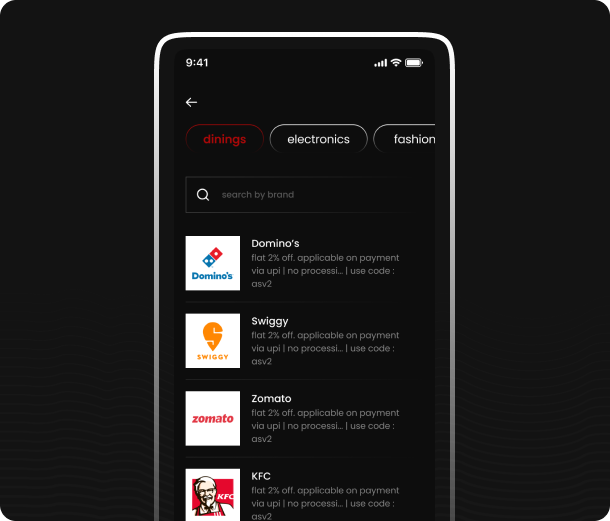 9:41
dinings electronics fashion
search by brand
Domino's
flat 2% off. applicable on payment
via upi | no processi... | use code :
asv2
Domino's
Swiggy
flat 2% off. applicable on payment
via upi | no processi... | use code :
asv2
SWIGGY
Zomato
flat 2% off. applicable on payment
via upi | no processi... | use code :
asv2
zomato
KFC
flat 2% off. applicable on payment
via upi | no processi... | use code :
asv2
KFC